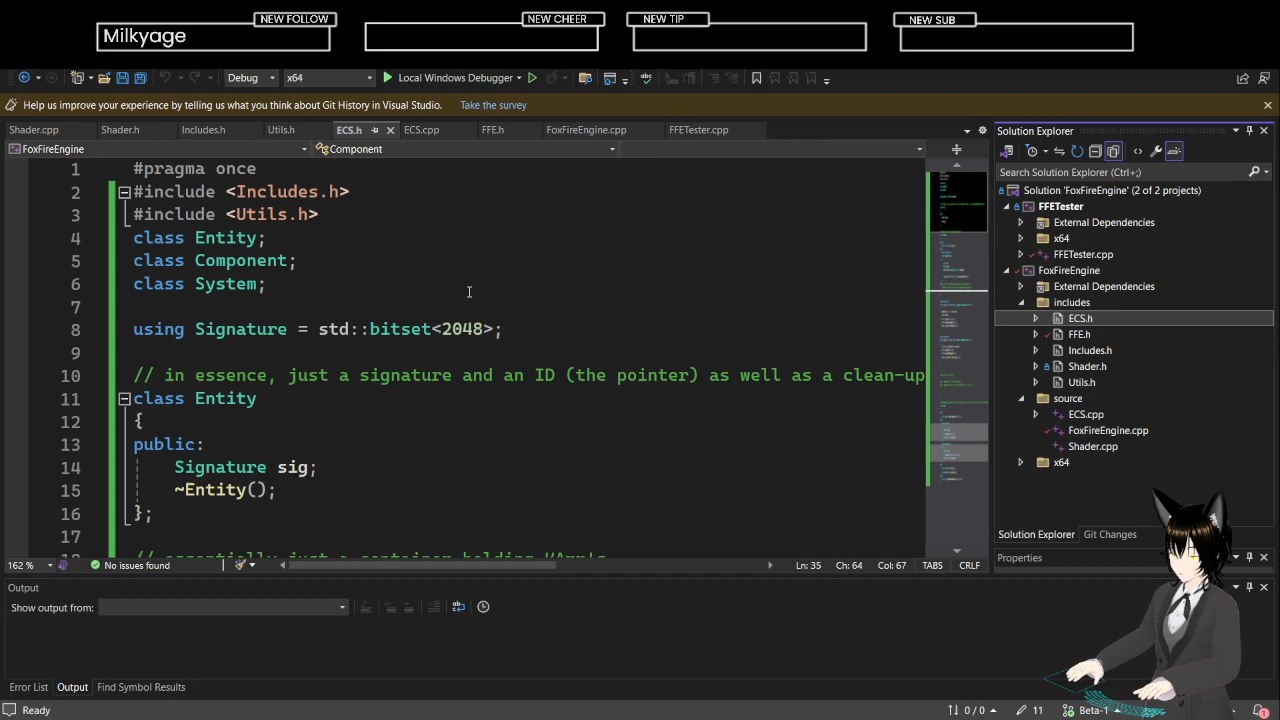 NEW FOLLOW
NEW CHEER
NEW TIP
NEW SUB
Milkyage
Debug
x64
Local Windows Debugger
Help us improve your experience by telling us what you think about Git History in Visual Studio. Take the survey
Shader.cpp
Shader.h
Includes.h
Utils.h
ECS.h
ECS.cpp
FFE.h
FoxFireEngine.cpp
FFETester.cpp
FoxFireEngine
Component
1 #pragma once
2 #include <Includes.h>
3 #include <Utils.h>
4 class Entity;
5 class Component;
6 class System;
7
8 using Signature = std::bitset<2048>;
9
10 // in essence, just a signature and an ID (the pointer) as well as a clean-up
11 class Entity
12 {
13 public:
14 Signature sig;
15 ~Entity();
16 };
17
162 %
No issues found
Ln: 35
Ch: 64
Col: 67
TABS
CRLF
Output
Show output from:
Error List
Output
Find Symbol Results
Ready
Solution Explorer
Search Solution Explorer (Ctrl+;)
Solution 'FoxFireEngine' (2 of 2 projects)
FFETester
External Dependencies
x64
FFETester.cpp
FoxFireEngine
External Dependencies
includes
ECS.h
FFE.h
Includes.h
Shader.h
Utils.h
source
ECS.cpp
FoxFireEngine.cpp
Shader.cpp
x64
Solution Explorer
Git Changes
Properties
0 / 0
11
Beta-1